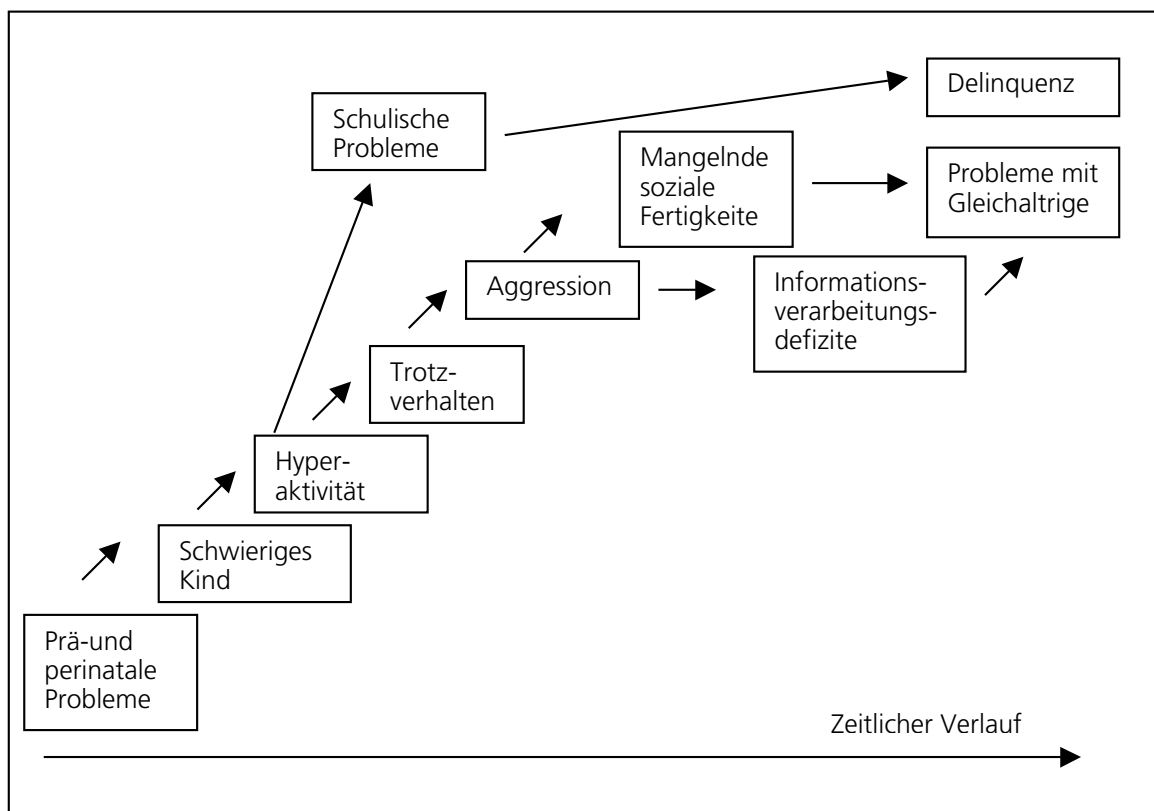 Delinquenz
Schulische
Probleme
Mangelnde
soziale
Fertigkeite
Probleme mit
Gleichaltrige
Aggression
Informations-
verarbeitungs-
defizite
Trotz-
verhalten
Hyper-
aktivität
Schwieriges
Kind
Prä-und
perinatale
Probleme
Zeitlicher Verlauf